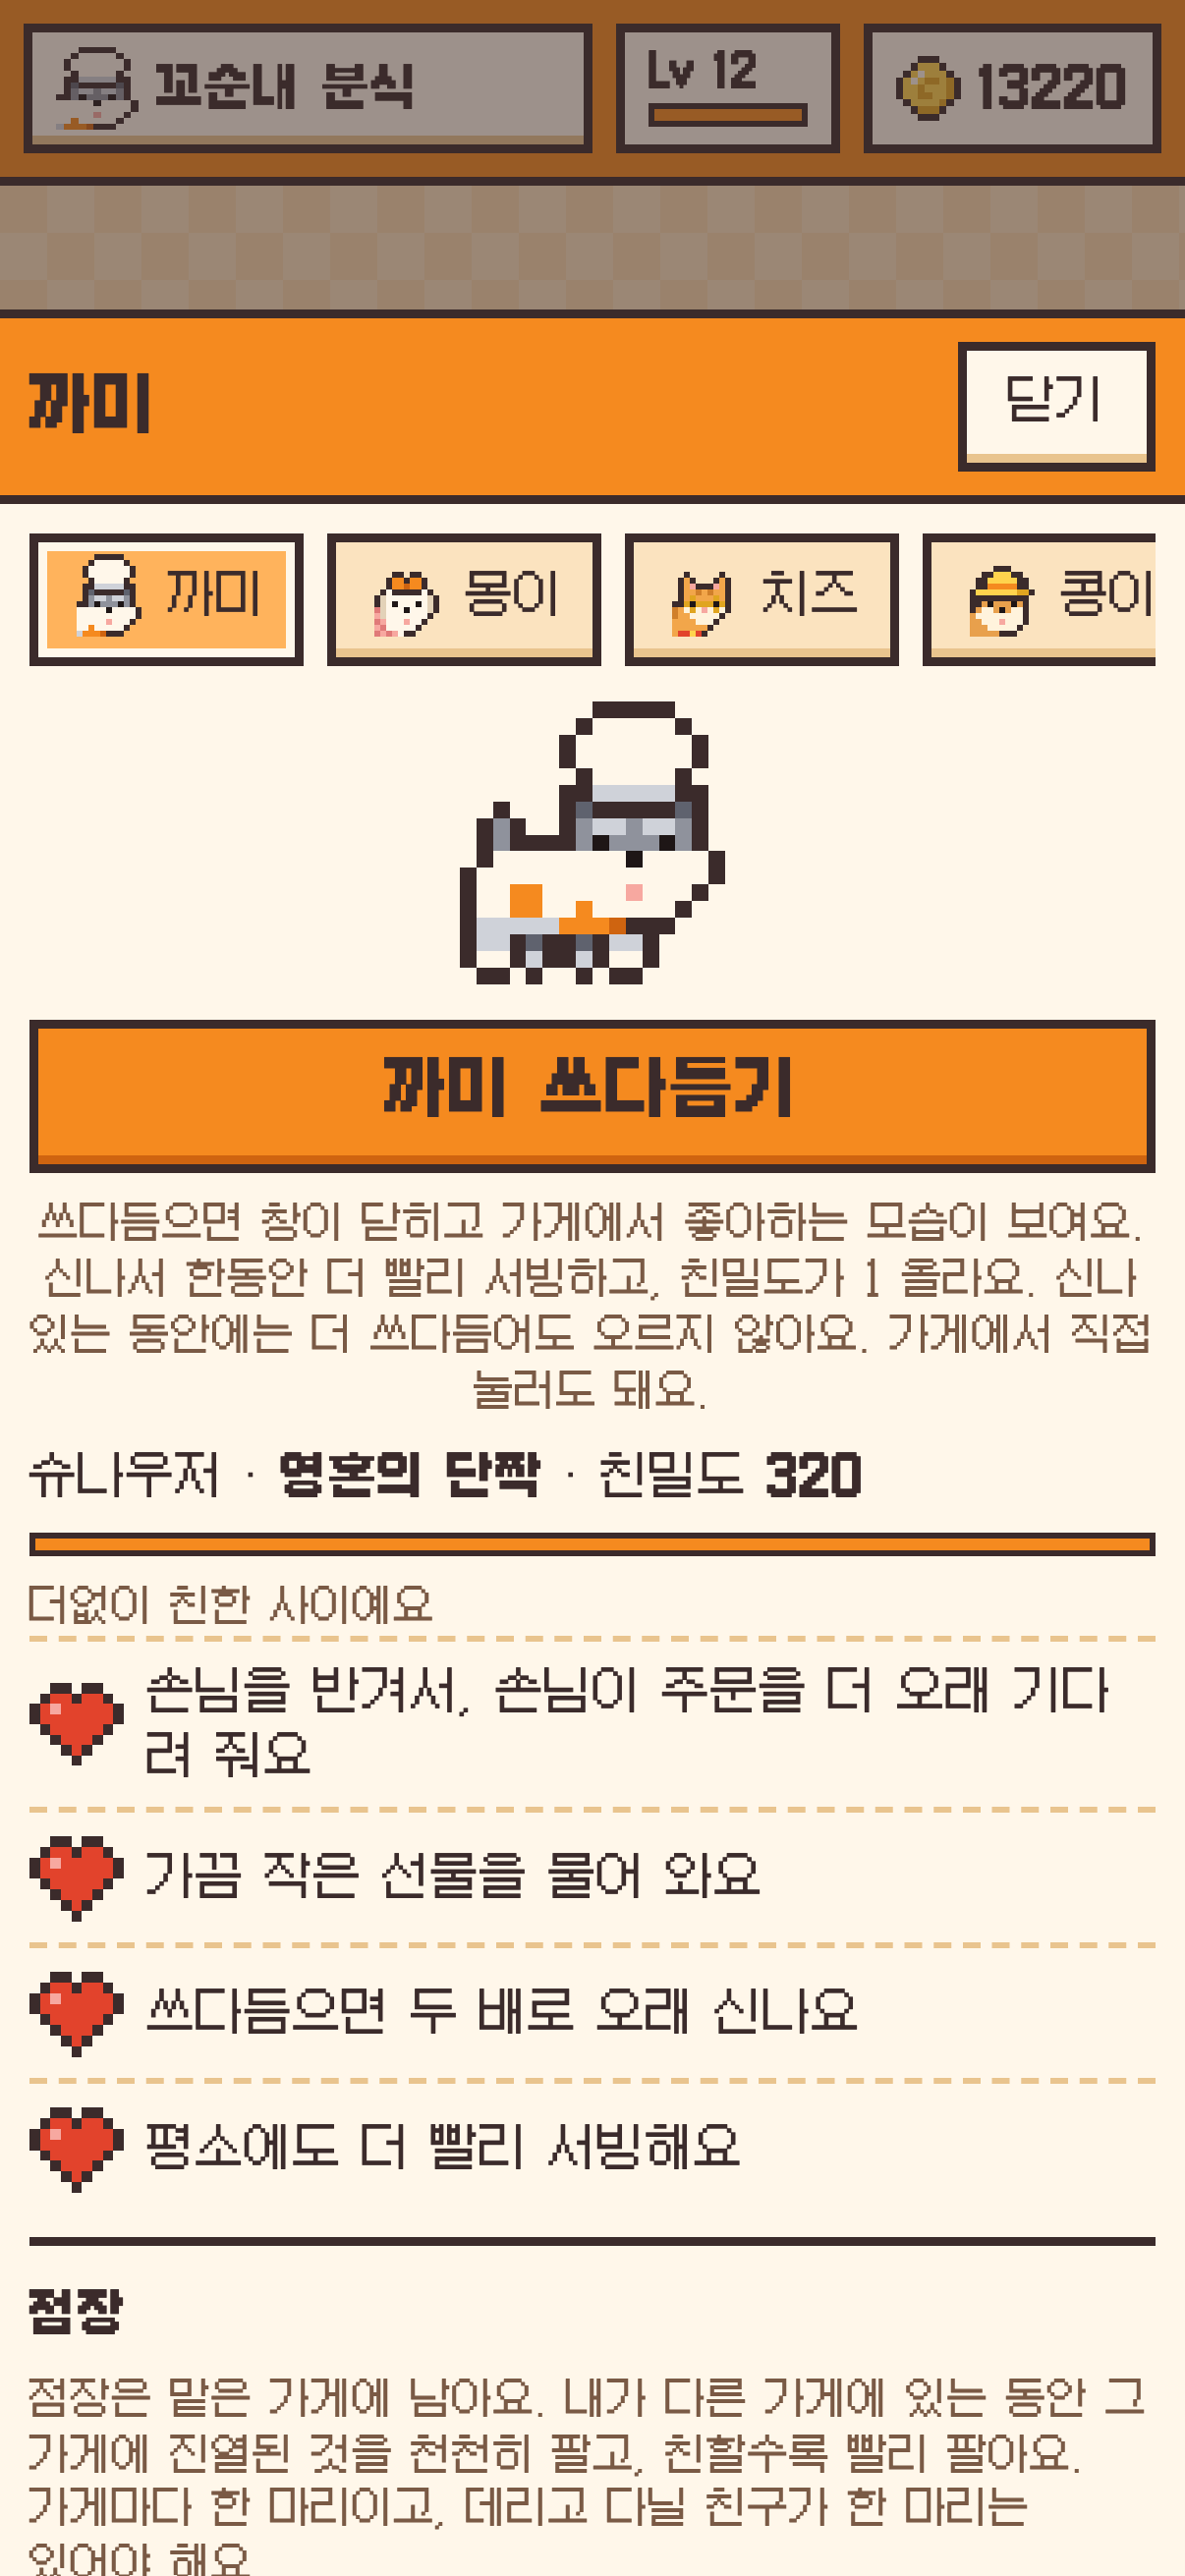 꼬순내 분식
Lv 12
13220
까미
닫기
까미
몽이
치즈
콩이
까미 쓰다듬기
쓰다듬으면 창이 닫히고 가게에서 좋아하는 모습이 보여요.
신나서 한동안 더 빨리 서빙하고, 친밀도가 1 올라요. 신나
있는 동안에는 더 쓰다듬어도 오르지 않아요. 가게에서 직접
눌러도 돼요.
슈나우저 · 영혼의 단짝 · 친밀도 320
더없이 친한 사이예요
손님을 반겨서, 손님이 주문을 더 오래 기다
려 줘요
가끔 작은 선물을 물어 와요
쓰다듬으면 두 배로 오래 신나요
평소에도 더 빨리 서빙해요
점장
점장은 맡은 가게에 남아요. 내가 다른 가게에 있는 동안 그
가게에 진열된 것을 천천히 팔고, 친할수록 빨리 팔아요.
가게마다 한 마리이고, 데리고 다닐 친구가 한 마리는
있어야 해요